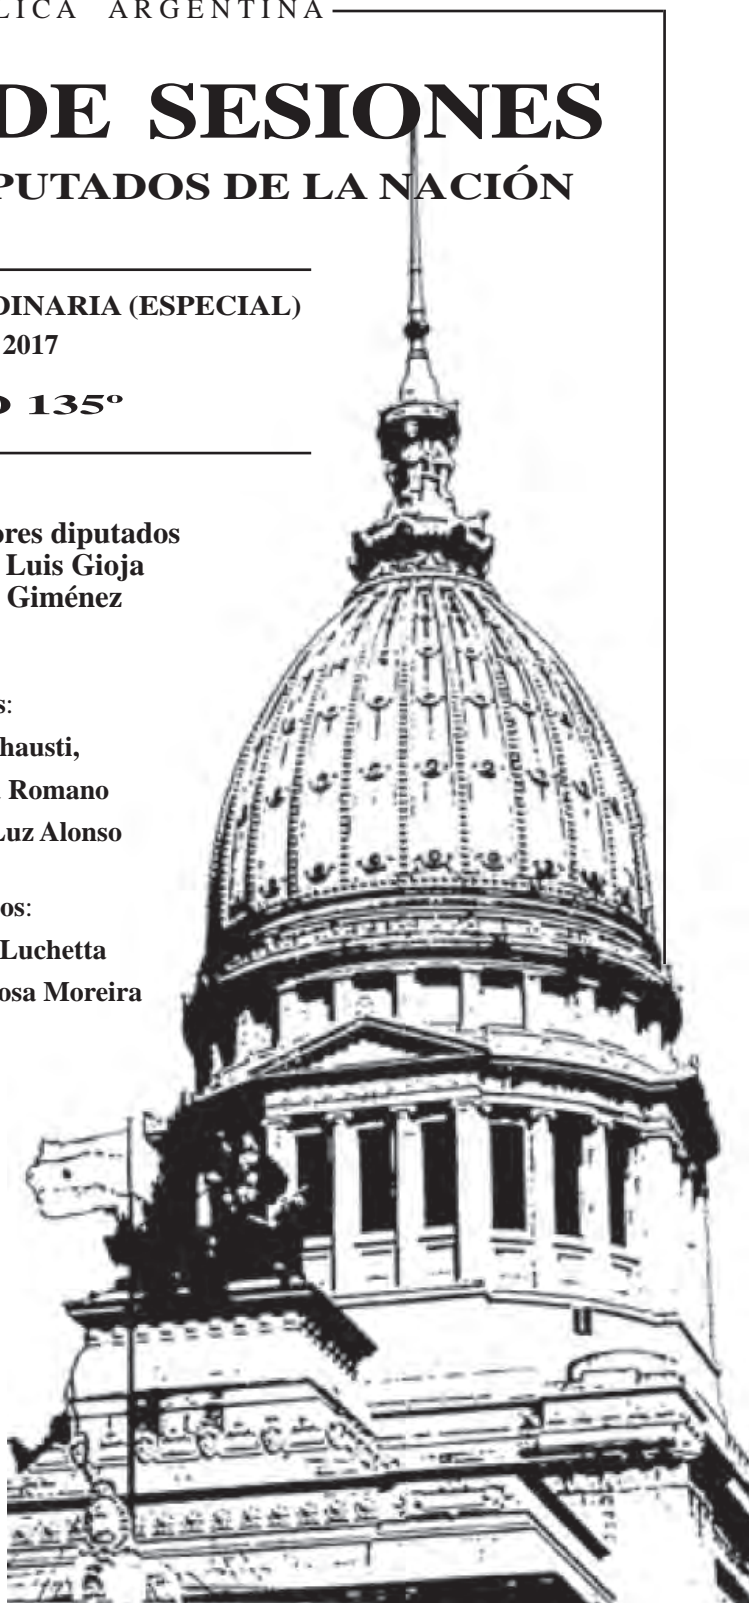 LICA ARGENTINA
DE SESIONES
PUTADOS DE LA NACIÓN
DINARIA (ESPECIAL)
2017
O 135º
ores diputados
Luis Gioja
Giménez
s:
hausti,
. Romano
Luz Alonso
os:
Luchetta
osa Moreira